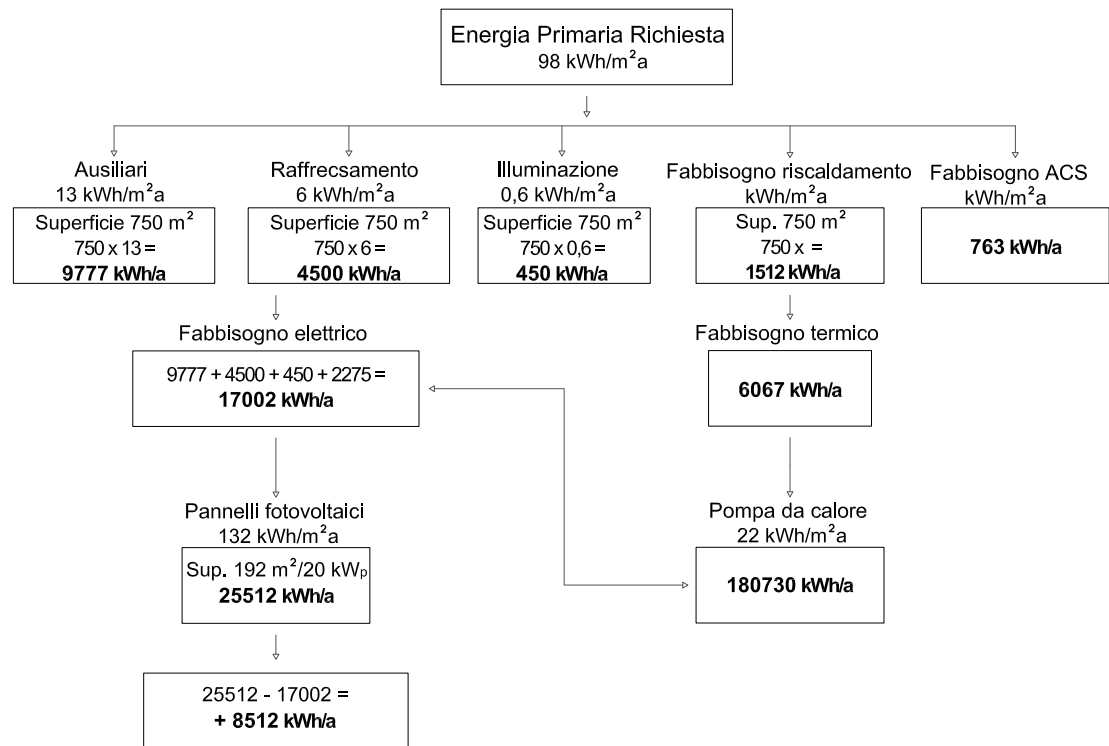 Energia Primaria Richiesta
98 kWh/m²a
Ausiliari
13 kWh/m²a
Superficie 750 m²
750 x 13 =
9777 kWh/a
Raffrecsamento
6 kWh/m²a
Superficie 750 m²
750 x 6 =
4500 kWh/a
Illuminazione
0,6 kWh/m²a
Superficie 750 m²
750 x 0,6 =
450 kWh/a
Fabbisogno riscaldamento
kWh/m²a
Sup. 750 m²
750 x =
1512 kWh/a
Fabbisogno ACS
kWh/m²a
763 kWh/a
Fabbisogno elettrico
9777 + 4500 + 450 + 2275 =
17002 kWh/a
Fabbisogno termico
6067 kWh/a
Pannelli fotovoltaici
132 kWh/m²a
Sup. 192 m²/20 kWp
25512 kWh/a
Pompa da calore
22 kWh/m²a
180730 kWh/a
25512 - 17002 =
+ 8512 kWh/a